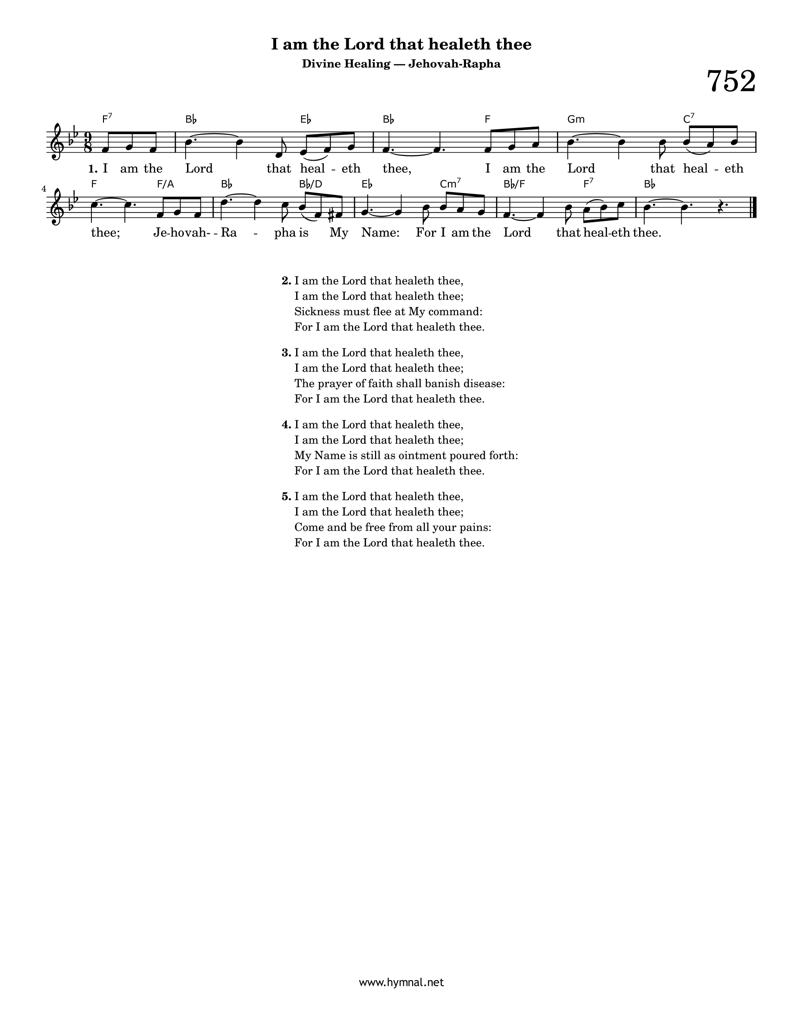 I am the Lord that healeth thee
Divine Healing — Jehovah-Rapha
752
F7 B♭ E♭ B♭ F Gm C7
9
8
1. I am the Lord that heal - eth thee, I am the Lord that heal - eth
4
F F/A B♭ B♭/D E♭ Cm7 B♭/F F7 B♭
thee; Je-hovah- - Ra - pha is My Name: For I am the Lord that heal-eth thee.
2. I am the Lord that healeth thee,
I am the Lord that healeth thee;
Sickness must flee at My command:
For I am the Lord that healeth thee.
3. I am the Lord that healeth thee,
I am the Lord that healeth thee;
The prayer of faith shall banish disease:
For I am the Lord that healeth thee.
4. I am the Lord that healeth thee,
I am the Lord that healeth thee;
My Name is still as ointment poured forth:
For I am the Lord that healeth thee.
5. I am the Lord that healeth thee,
I am the Lord that healeth thee;
Come and be free from all your pains:
For I am the Lord that healeth thee.
www.hymnal.net